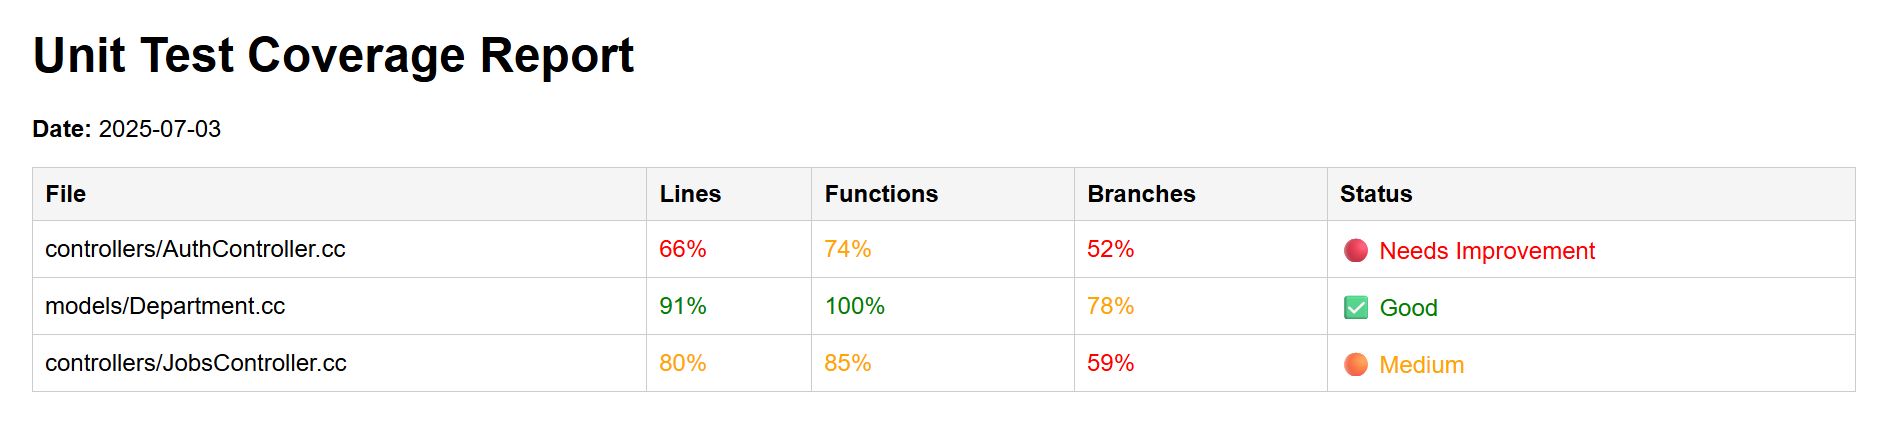 Unit Test Coverage Report
Date: 2025-07-03
File Lines Functions Branches Status
controllers/AuthController.cc 66% 74% 52% Needs Improvement
models/Department.cc 91% 100% 78% Good
controllers/JobsController.cc 80% 85% 59% Medium